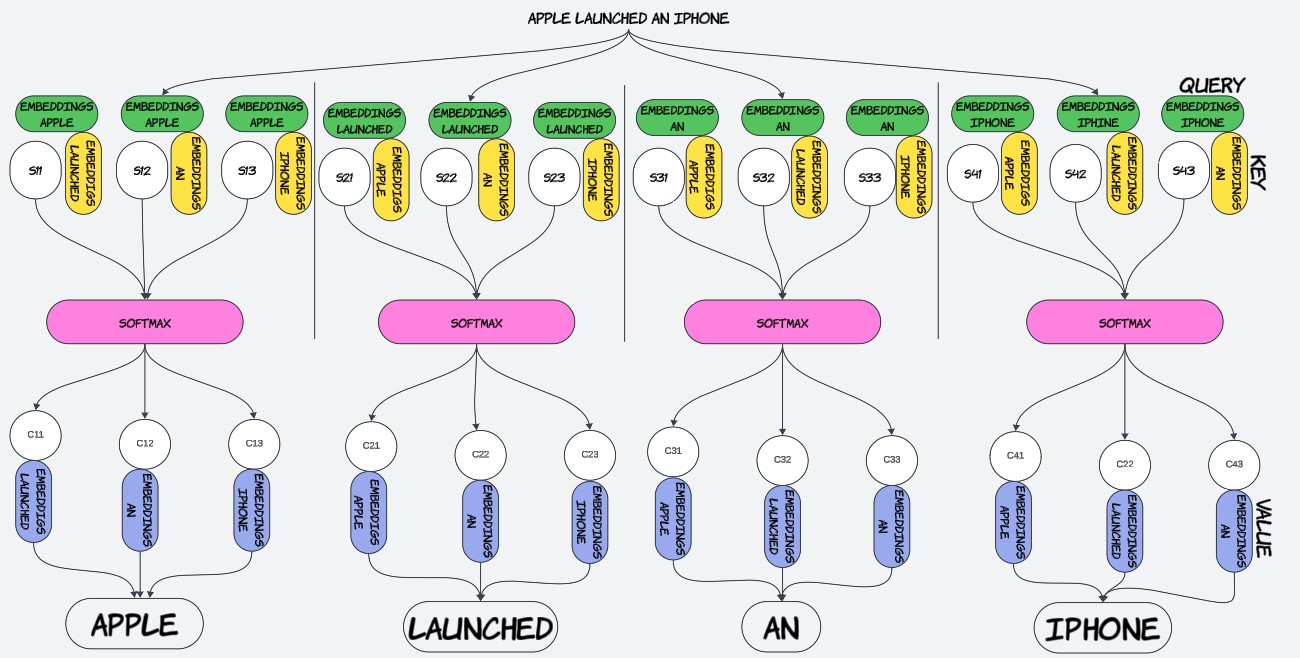 APPLE LAUNCHED AN IPHONE
QUERY
EMBEDDINGS
APPLE
EMBEDDINGS
APPLE
EMBEDDINGS
APPLE
EMBEDDINGS
LAUNCHED
EMBEDDINGS
LAUNCHED
EMBEDDINGS
LAUNCHED
EMBEDDINGS
AN
EMBEDDINGS
AN
EMBEDDINGS
AN
EMBEDDINGS
IPHONE
EMBEDDINGS
IPHINE
EMBEDDINGS
IPHONE
S11
EMBEDDIGS
LAUNCHED
S12
EMBEDDINGS
AN
S13
EMBEDDINGS
IPHONE
S21
EMBEDDIGS
APPLE
S22
EMBEDDINGS
AN
S23
EMBEDDINGS
IPHONE
S31
EMBEDDIGS
APPLE
S32
EMBEDDINGS
LAUNCHED
S33
EMBEDDINGS
IPHONE
S41
EMBEDDIGS
APPLE
S42
EMBEDDINGS
LAUNCHED
S43
EMBEDDINGS
AN
KEY
SOFTMAX
SOFTMAX
SOFTMAX
SOFTMAX
C11
C12
C13
C21
C22
C23
C31
C32
C33
C41
C22
C43
EMBEDDIGS
LAUNCHED
EMBEDDINGS
AN
EMBEDDINGS
IPHONE
EMBEDDIGS
APPLE
EMBEDDINGS
AN
EMBEDDINGS
IPHONE
EMBEDDIGS
APPLE
EMBEDDINGS
LAUNCHED
EMBEDDINGS
AN
EMBEDDIGS
APPLE
EMBEDDINGS
LAUNCHED
EMBEDDINGS
AN
VALUE
APPLE
LAUNCHED
AN
IPHONE